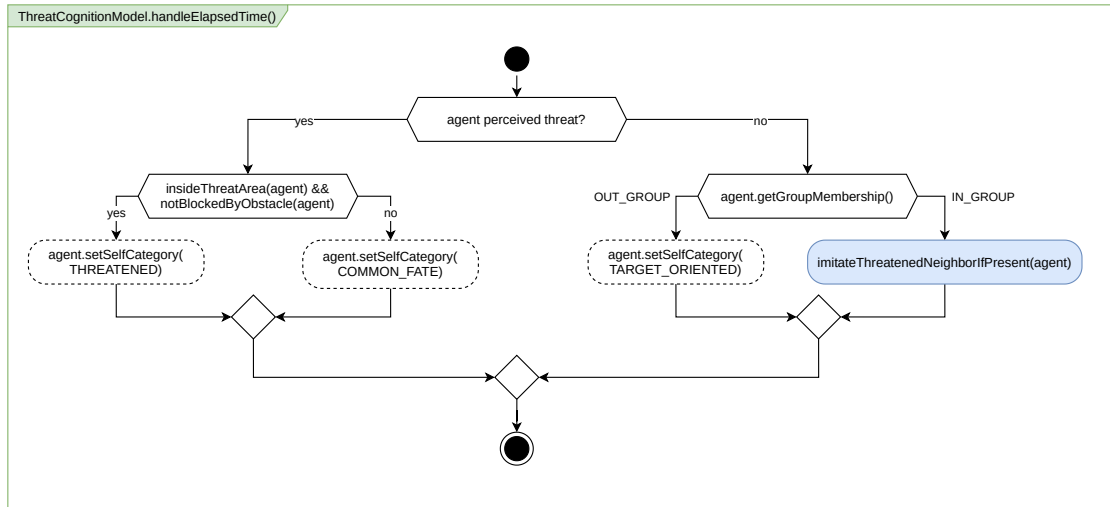 ThreatCognitionModel.handleElapsedTime()
agent perceived threat?
yes
no
insideThreatArea(agent) &&
notBlockedByObstacle(agent)
yes
no
agent.getGroupMembership()
OUT_GROUP
IN_GROUP
agent.setSelfCategory(
THREATENED)
agent.setSelfCategory(
COMMON_FATE)
agent.setSelfCategory(
TARGET_ORIENTED)
imitateThreatenedNeighborIfPresent(agent)